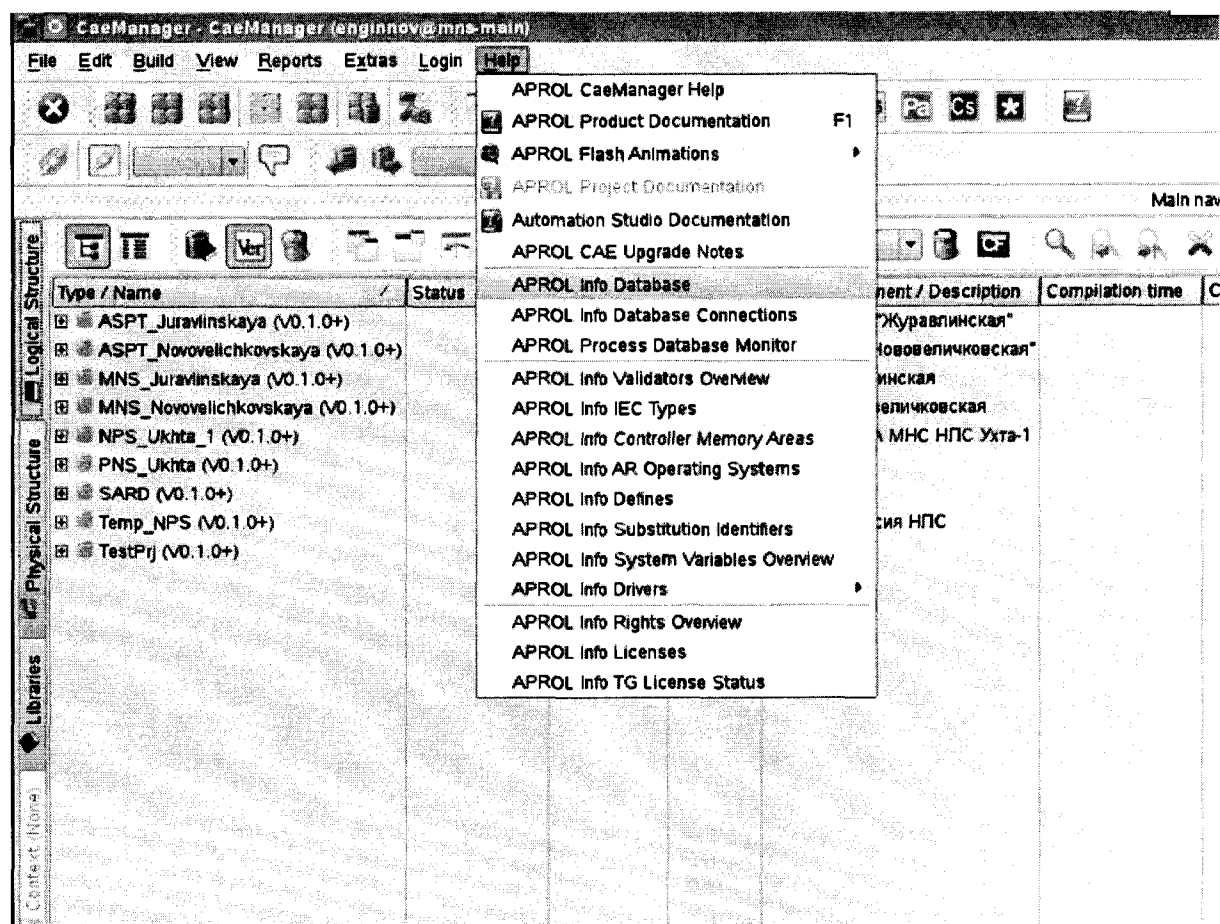 CaeManager - CaeManager (enginnov@mns-main)
File Edit Build View Reports Extras Login Help
APROL CaeManager Help
APROL Product Documentation F1
APROL Flash Animations
APROL Project Documentation
Automation Studio Documentation
APROL CAE Upgrade Notes
APROL Info Database
APROL Info Database Connections
APROL Process Database Monitor
APROL Info Validators Overview
APROL Info IEC Types
APROL Info Controller Memory Areas
APROL Info AR Operating Systems
APROL Info Defines
APROL Info Substitution Identifiers
APROL Info System Variables Overview
APROL Info Drivers
APROL Info Rights Overview
APROL Info Licenses
APROL Info TG License Status
Pa Cs
Main nav
Ver
CF
Type / Name Status nent / Description Compilation time C
ASPT_Juravlinskaya (V0.1.0+) "Журавлинская"
ASPT_Novovelichkovskaya (V0.1.0+) Нововеличковская"
MNS_Juravlinskaya (V0.1.0+) инская
MNS_Novovelichkovskaya (V0.1.0+) величковская
NPS_Ukhta_1 (V0.1.0+) А МНС НПС Ухта-1
PNS_Ukhta (V0.1.0+)
SARD (V0.1.0+)
Temp_NPS (V0.1.0+) сия НПС
TestPrj (V0.1.0+)
Logical Structure
Physical Structure
Libraries
Context (None)